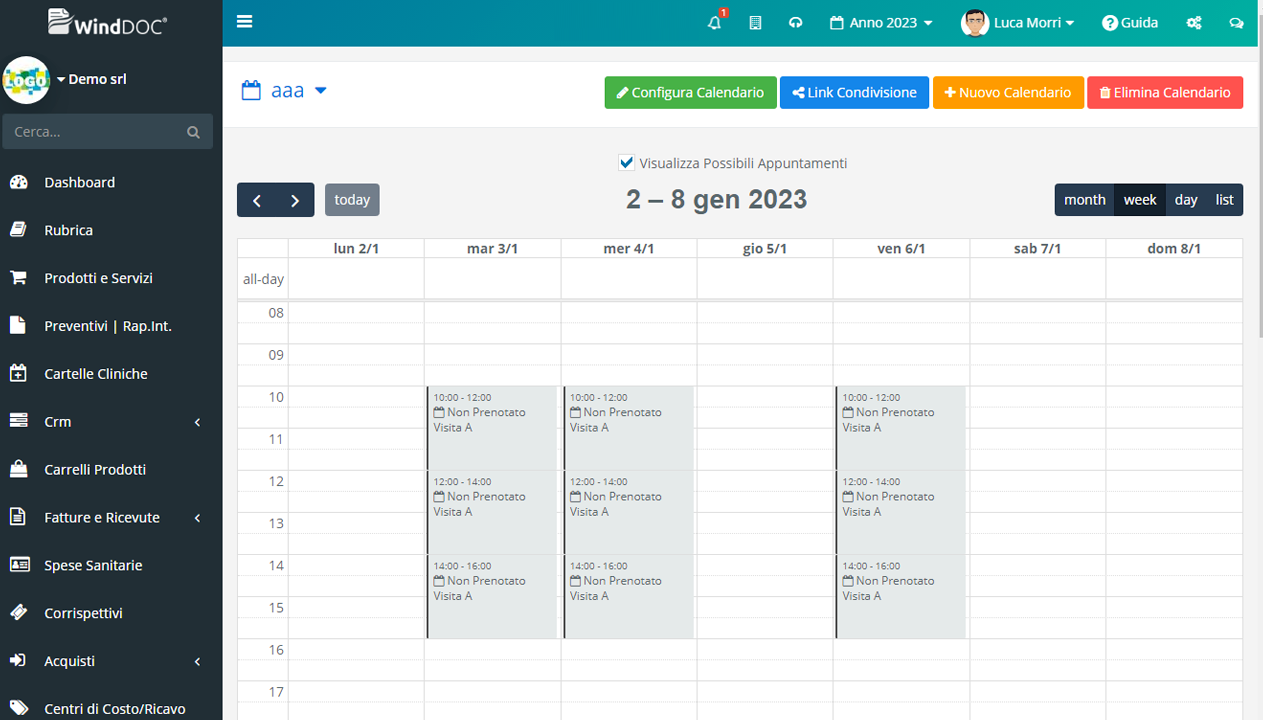 WindDOC®
1
Anno 2023
Luca Morri
Guida
LOGO
Demo srl
Cerca...
Dashboard
Rubrica
Prodotti e Servizi
Preventivi | Rap.Int.
Cartelle Cliniche
Crm
Carrelli Prodotti
Fatture e Ricevute
Spese Sanitarie
Corrispettivi
Acquisti
Centri di Costo/Ricavo
aaa
Configura Calendario
Link Condivisione
Nuovo Calendario
Elimina Calendario
Visualizza Possibili Appuntamenti
today
2 – 8 gen 2023
month week day list
lun 2/1 mar 3/1 mer 4/1 gio 5/1 ven 6/1 sab 7/1 dom 8/1
all-day
08
09
10
10:00 - 12:00 10:00 - 12:00 10:00 - 12:00
Non Prenotato Non Prenotato Non Prenotato
Visita A Visita A Visita A
11
12
12:00 - 14:00 12:00 - 14:00 12:00 - 14:00
Non Prenotato Non Prenotato Non Prenotato
Visita A Visita A Visita A
13
14
14:00 - 16:00 14:00 - 16:00 14:00 - 16:00
Non Prenotato Non Prenotato Non Prenotato
Visita A Visita A Visita A
15
16
17